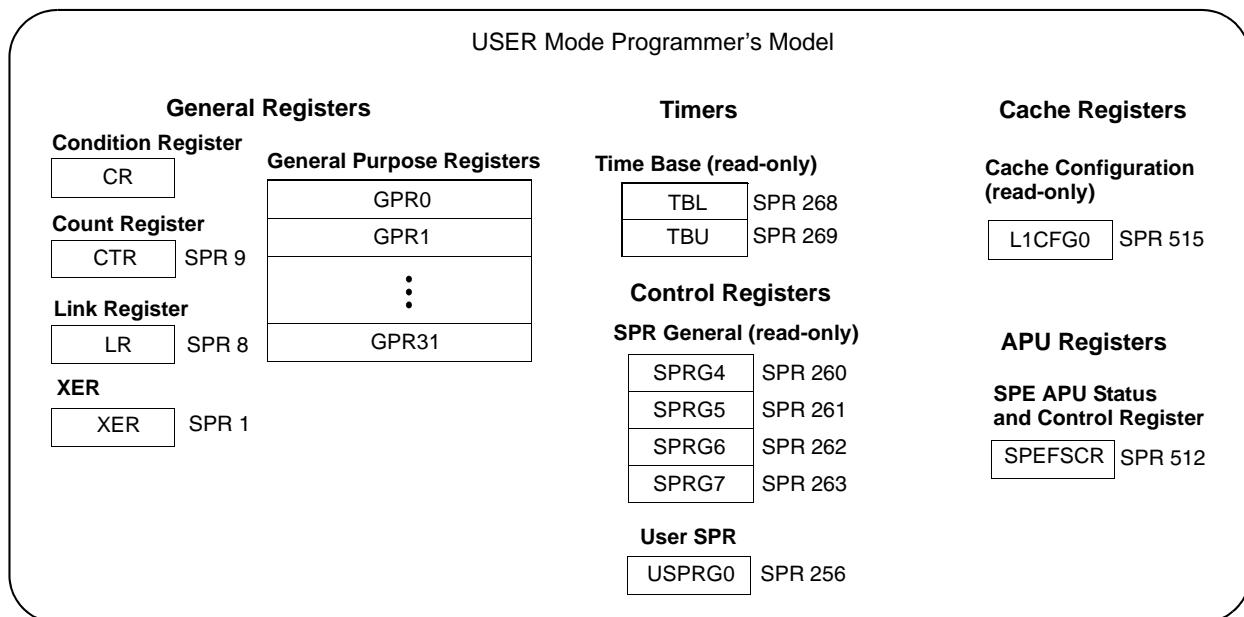 USER Mode Programmer's Model
General Registers
Condition Register
CR
Count Register
CTR SPR 9
Link Register
LR SPR 8
XER
XER SPR 1
General Purpose Registers
GPR0
GPR1
GPR31
Timers
Time Base (read-only)
TBL SPR 268
TBU SPR 269
Control Registers
SPR General (read-only)
SPRG4 SPR 260
SPRG5 SPR 261
SPRG6 SPR 262
SPRG7 SPR 263
User SPR
USPRG0 SPR 256
Cache Registers
Cache Configuration
(read-only)
L1CFG0 SPR 515
APU Registers
SPE APU Status
and Control Register
SPEFSCR SPR 512